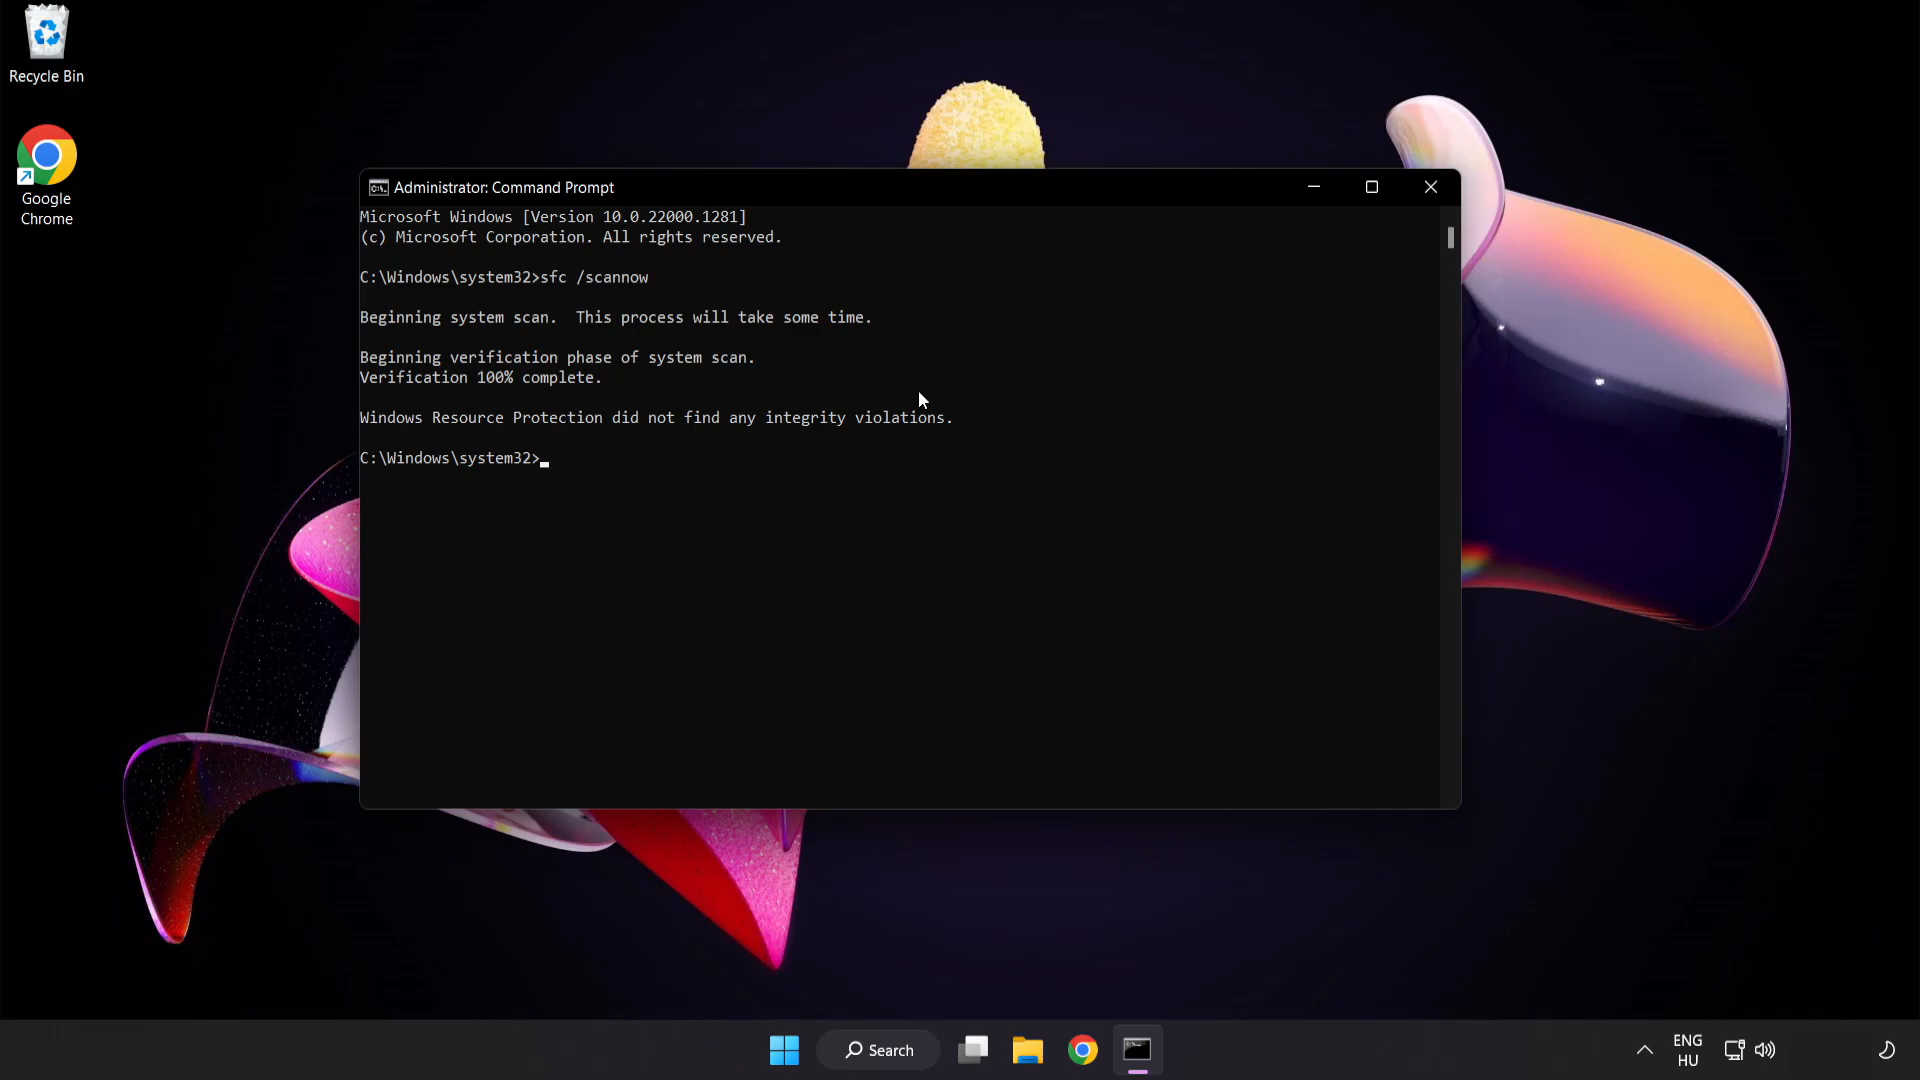 Recycle Bin
Google
Chrome
Administrator: Command Prompt
Microsoft Windows [Version 10.0.22000.1281]
(c) Microsoft Corporation. All rights reserved.
C:\Windows\system32>sfc /scannow
Beginning system scan.  This process will take some time.
Beginning verification phase of system scan.
Verification 100% complete.
Windows Resource Protection did not find any integrity violations.
C:\Windows\system32>
Search
ENG
HU